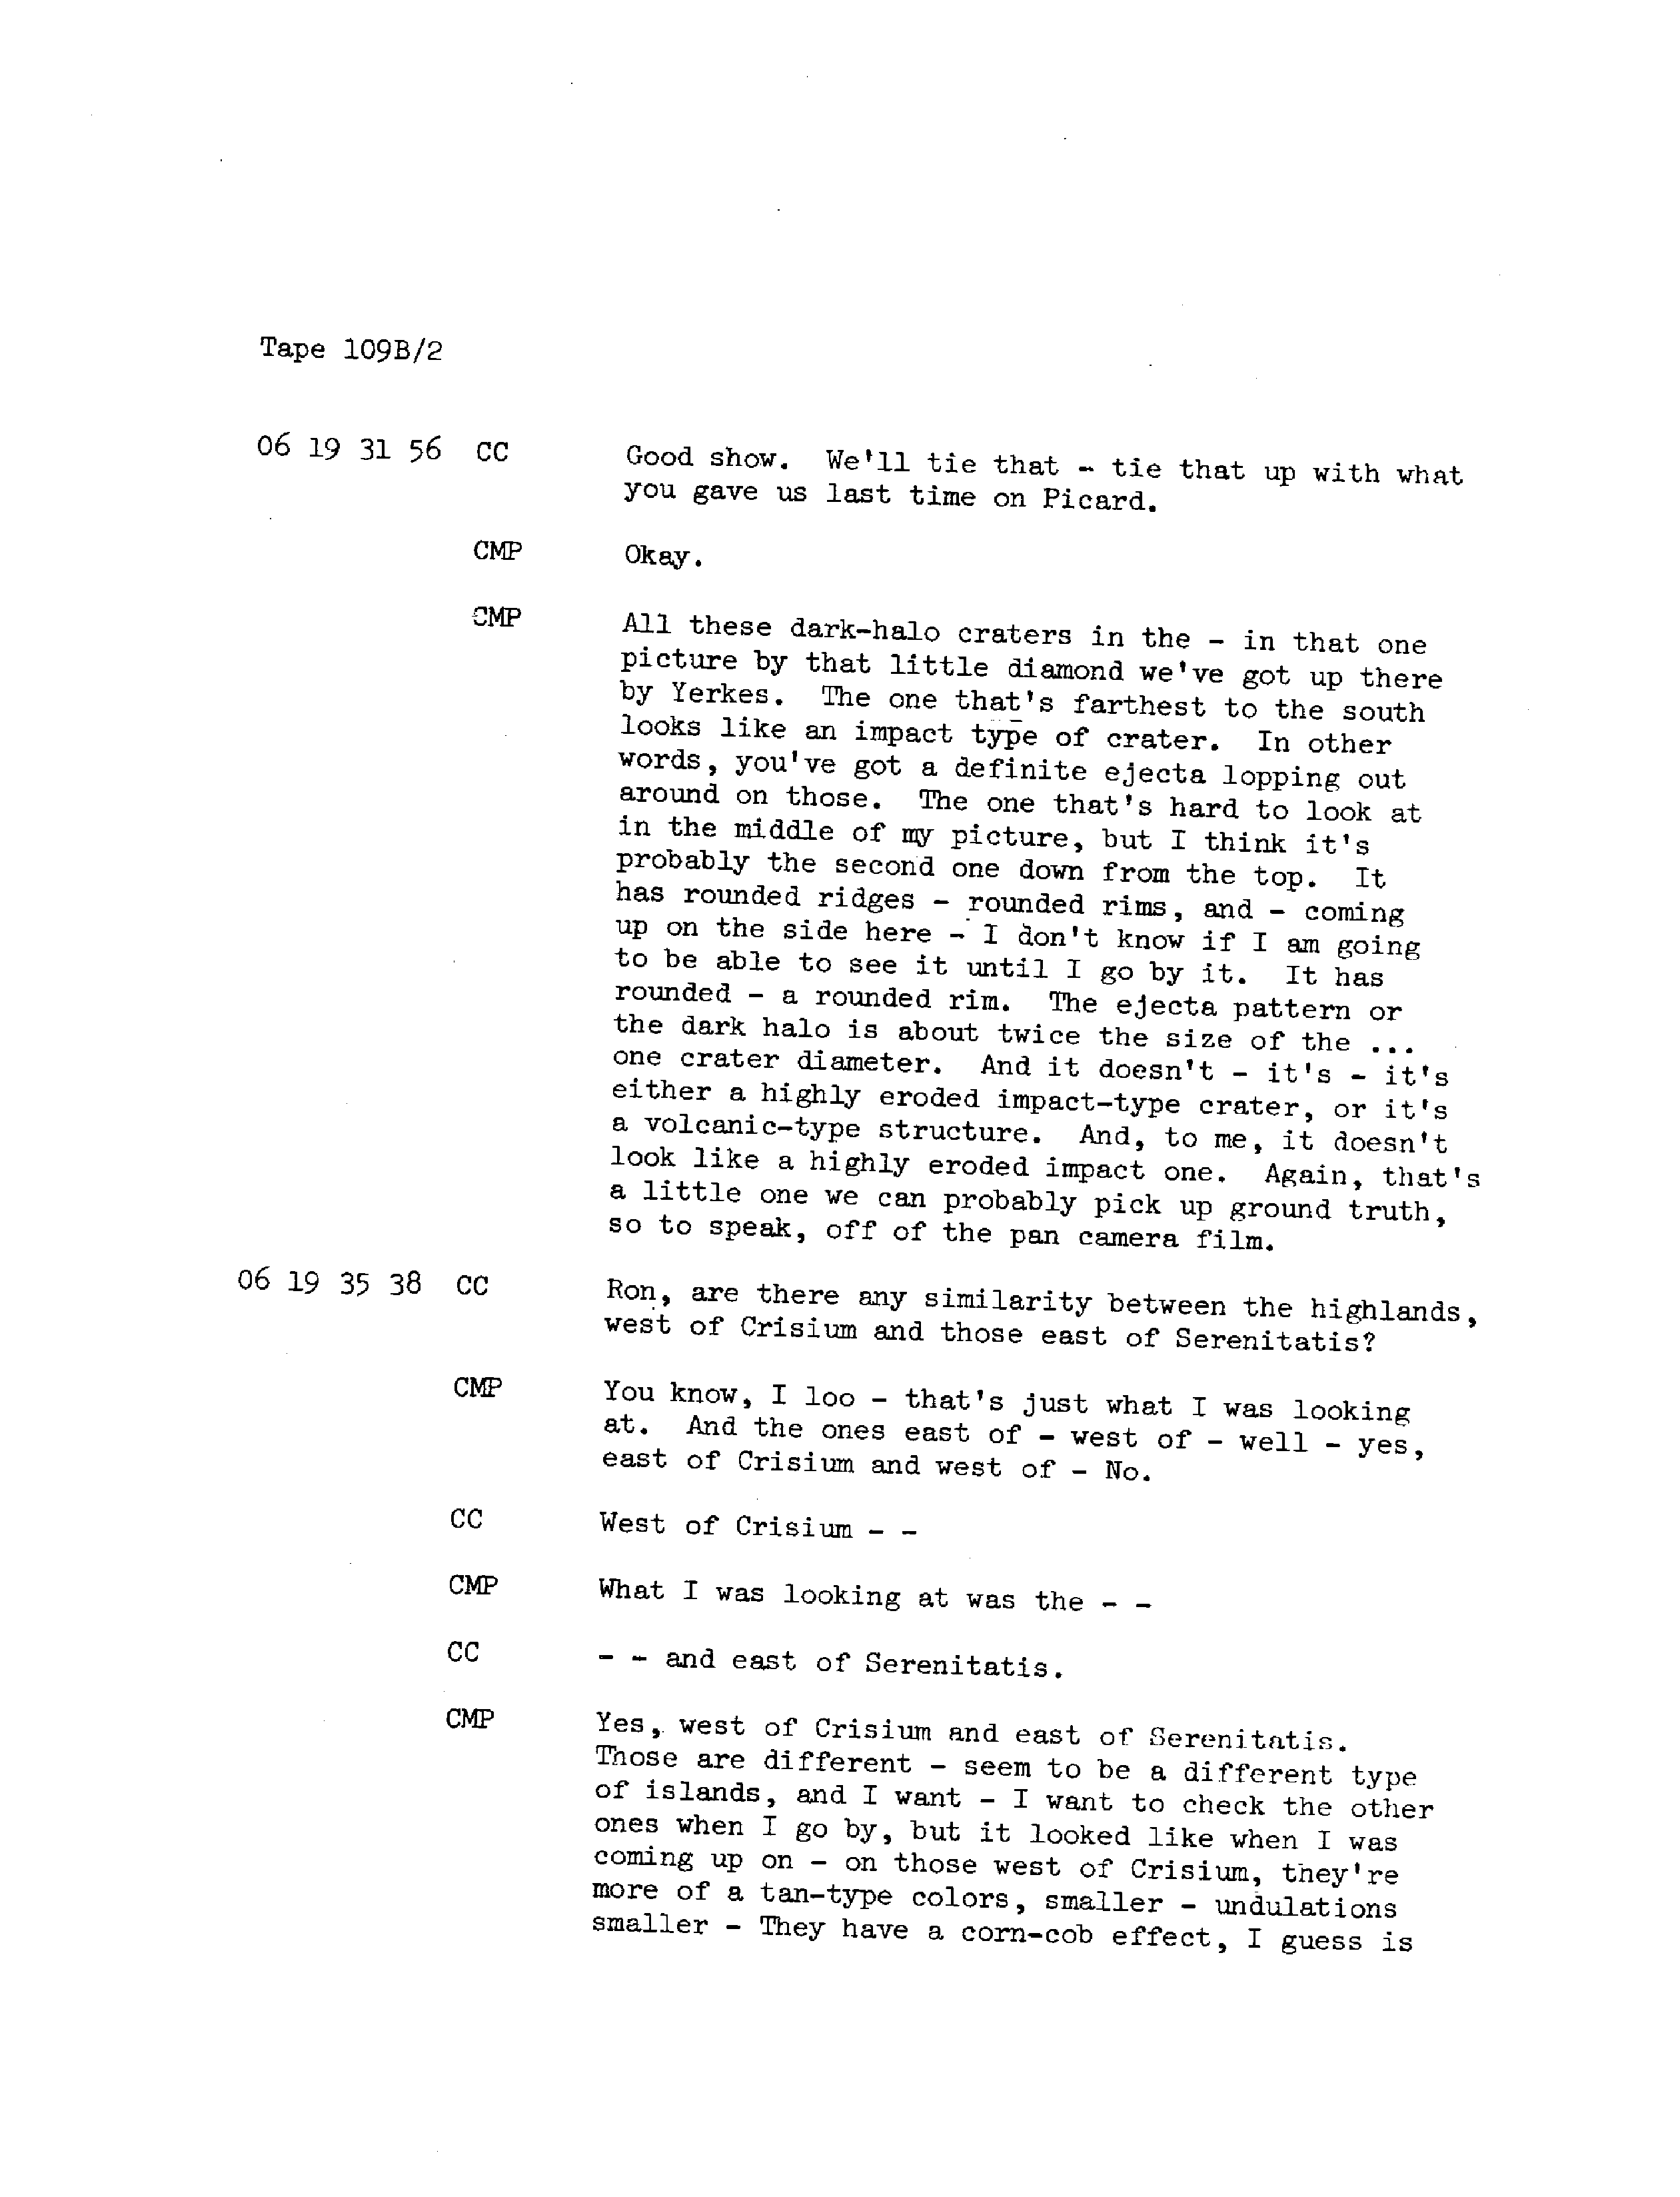 Tape 109B/2
06 19 31 56 CC Good show. We'll tie that - tie that up with what
you gave us last time on Picard.
CMP Okay.
CMP All these dark-halo craters in the - in that one
picture by that little diamond we've got up there
by Yerkes. The one that's farthest to the south
looks like an impact type of crater. In other
words, you've got a definite ejecta lopping out
around on those. The one that's hard to look at
in the middle of my picture, but I think it's
probably the second one down from the top. It
has rounded ridges - rounded rims, and - coming
up on the side here - I don't know if I am going
to be able to see it until I go by it. It has
rounded - a rounded rim. The ejecta pattern or
the dark halo is about twice the size of the ...
one crater diameter. And it doesn't - it's - it's
either a highly eroded impact-type crater, or it's
a volcanic-type structure. And, to me, it doesn't
look like a highly eroded impact one. Again, that's
a little one we can probably pick up ground truth,
so to speak, off of the pan camera film.
06 19 35 38 CC Ron, are there any similarity between the highlands,
west of Crisium and those east of Serenitatis?
CMP You know, I loo - that's just what I was looking
at. And the ones east of - west of - well - yes,
east of Crisium and west of - No.
CC West of Crisium - -
CMP What I was looking at was the - -
CC - - and east of Serenitatis.
CMP Yes, west of Crisium and east of Serenitatis.
Those are different - seem to be a different type
of islands, and I want - I want to check the other
ones when I go by, but it looked like when I was
coming up on - on those west of Crisium, they're
more of a tan-type colors, smaller - undulations
smaller - They have a corn-cob effect, I guess is